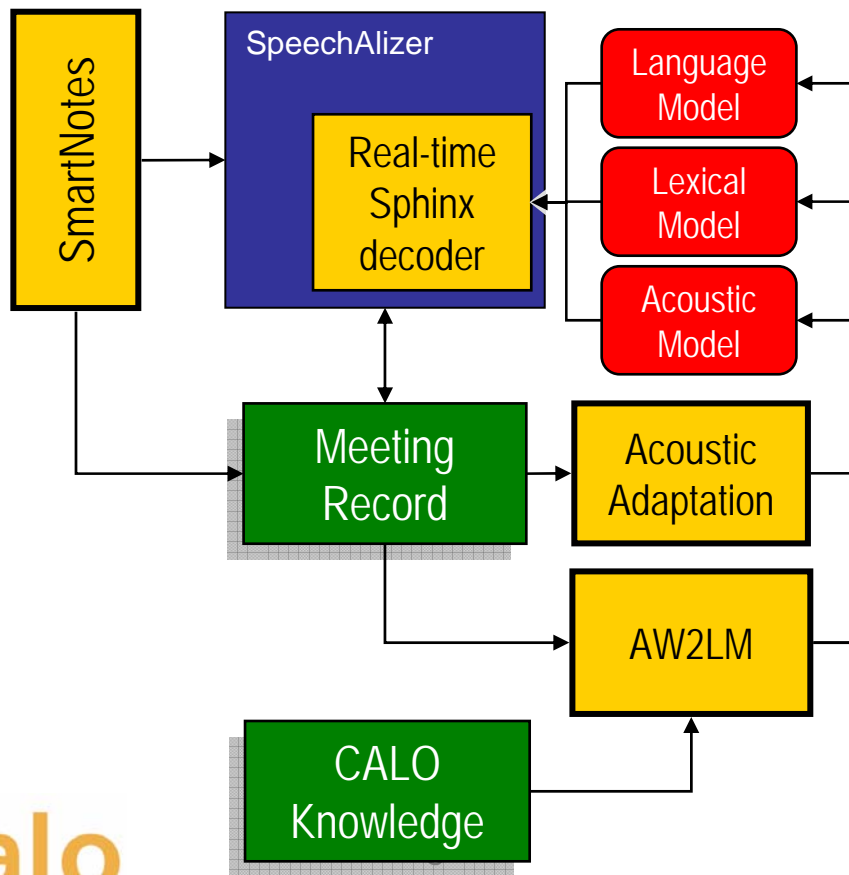 SmartNotes
SpeechAlizer
Real-time
Sphinx
decoder
Language
Model
Lexical
Model
Acoustic
Model
Meeting
Record
Acoustic
Adaptation
AW2LM
CALO
Knowledge
alo